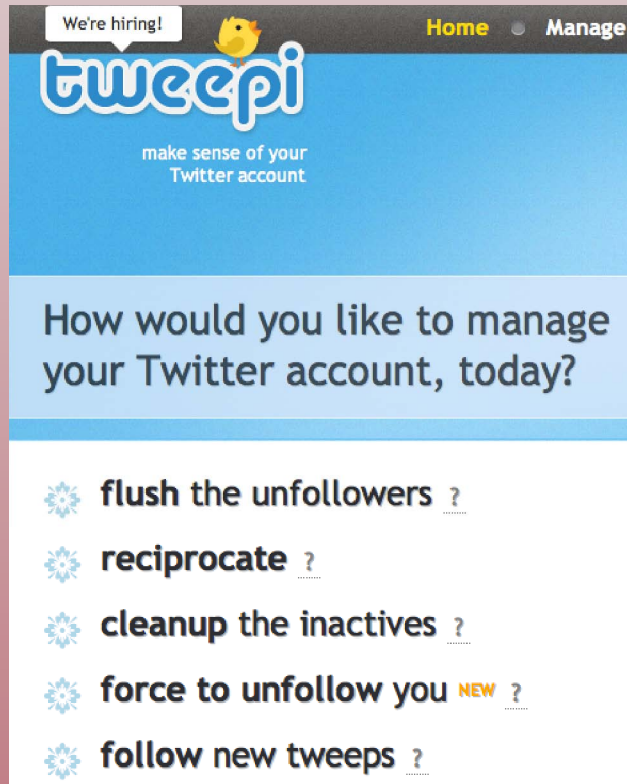 We're hiring!
Home Manage
tweepi
make sense of your
Twitter account
How would you like to manage
your Twitter account, today?
flush the unfollowers ?
reciprocate ?
cleanup the inactives ?
force to unfollow you NEW ?
follow new tweeps ?